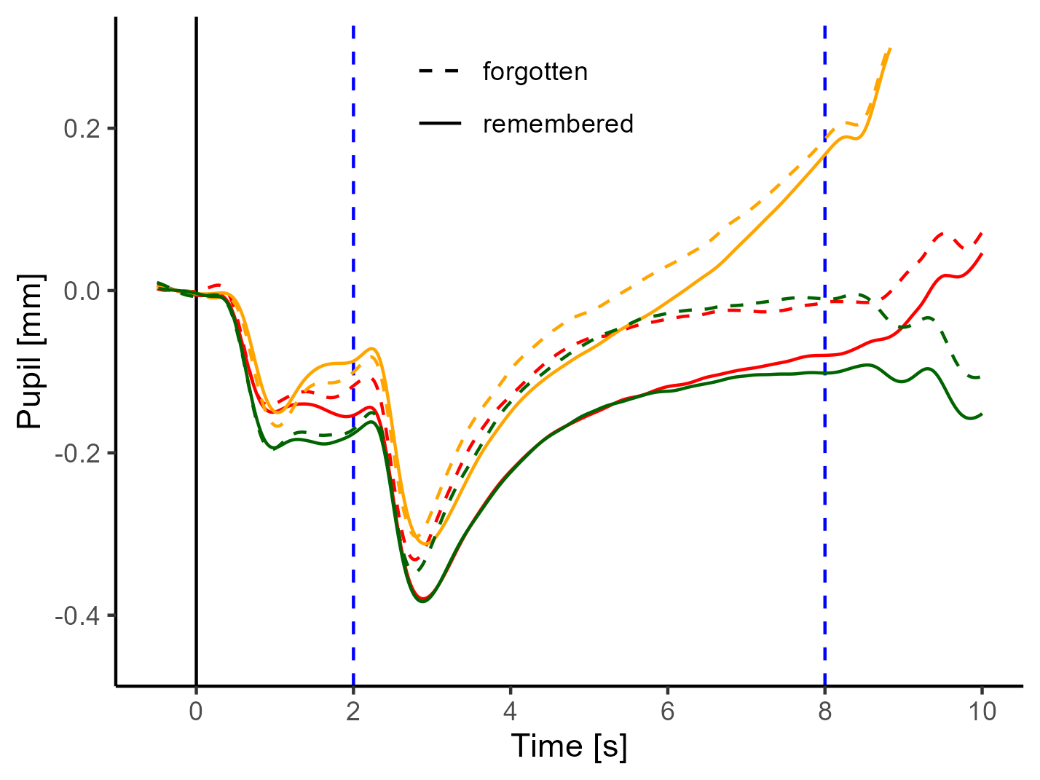 forgotten
remembered
0.2
0.0
-0.2
-0.4
Pupil [mm]
0 2 4 6 8 10
Time [s]